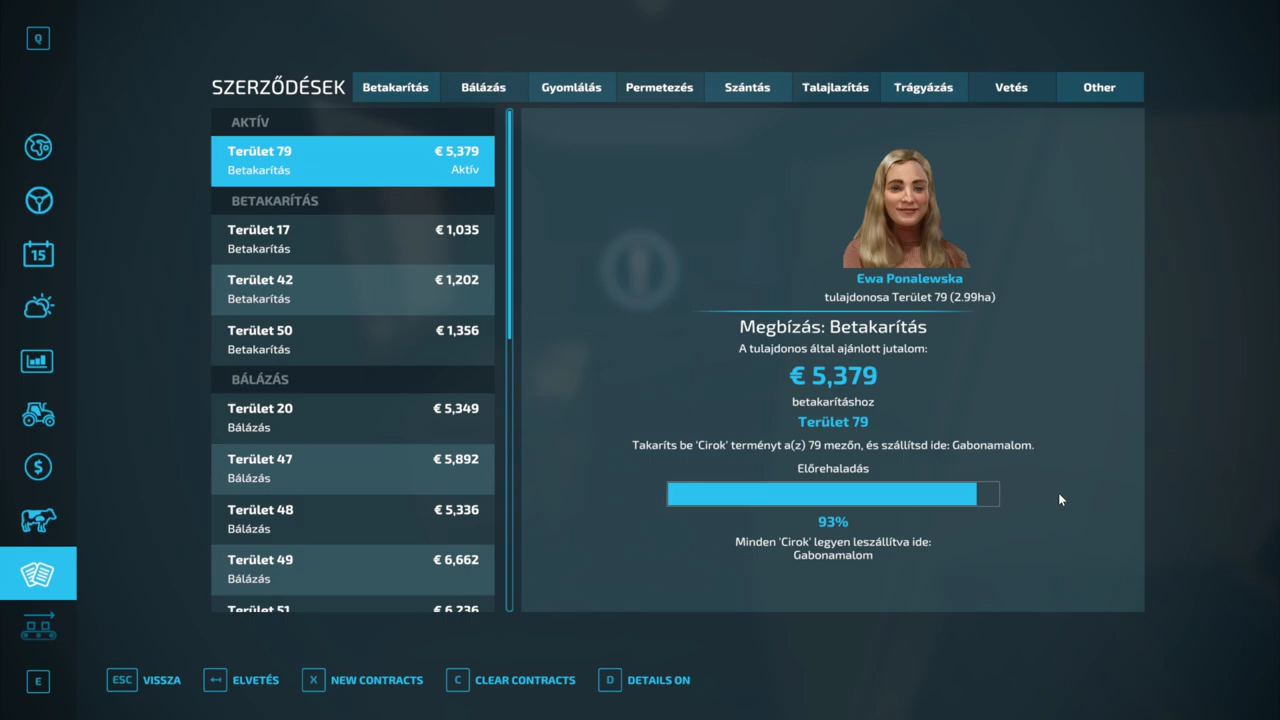 Q
SZERZŐDÉSEK
Betakarítás
Bálázás
Gyomlálás
Permetezés
Szántás
Talajlazítás
Trágyázás
Vetés
Other
15
$
E
AKTÍV
Terület 79 € 5,379
Betakarítás Aktív
BETAKARÍTÁS
Terület 17 € 1,035
Betakarítás
Terület 42 € 1,202
Betakarítás
Terület 50 € 1,356
Betakarítás
BÁLÁZÁS
Terület 20 € 5,349
Bálázás
Terület 47 € 5,892
Bálázás
Terület 48 € 5,336
Bálázás
Terület 49 € 6,662
Bálázás
Terület 51 € 6,236
Ewa Ponalewska
tulajdonosa Terület 79 (2.99ha)
Megbízás: Betakarítás
A tulajdonos által ajánlott jutalom:
€ 5,379
betakarításhoz
Terület 79
Takaríts be 'Cirok' terményt a(z) 79 mezőn, és szállítsd ide: Gabonamalom.
Előrehaladás
93%
Minden 'Cirok' legyen leszállítva ide:
Gabonamalom
ESC VISSZA
ELVETÉS
X NEW CONTRACTS
C CLEAR CONTRACTS
D DETAILS ON